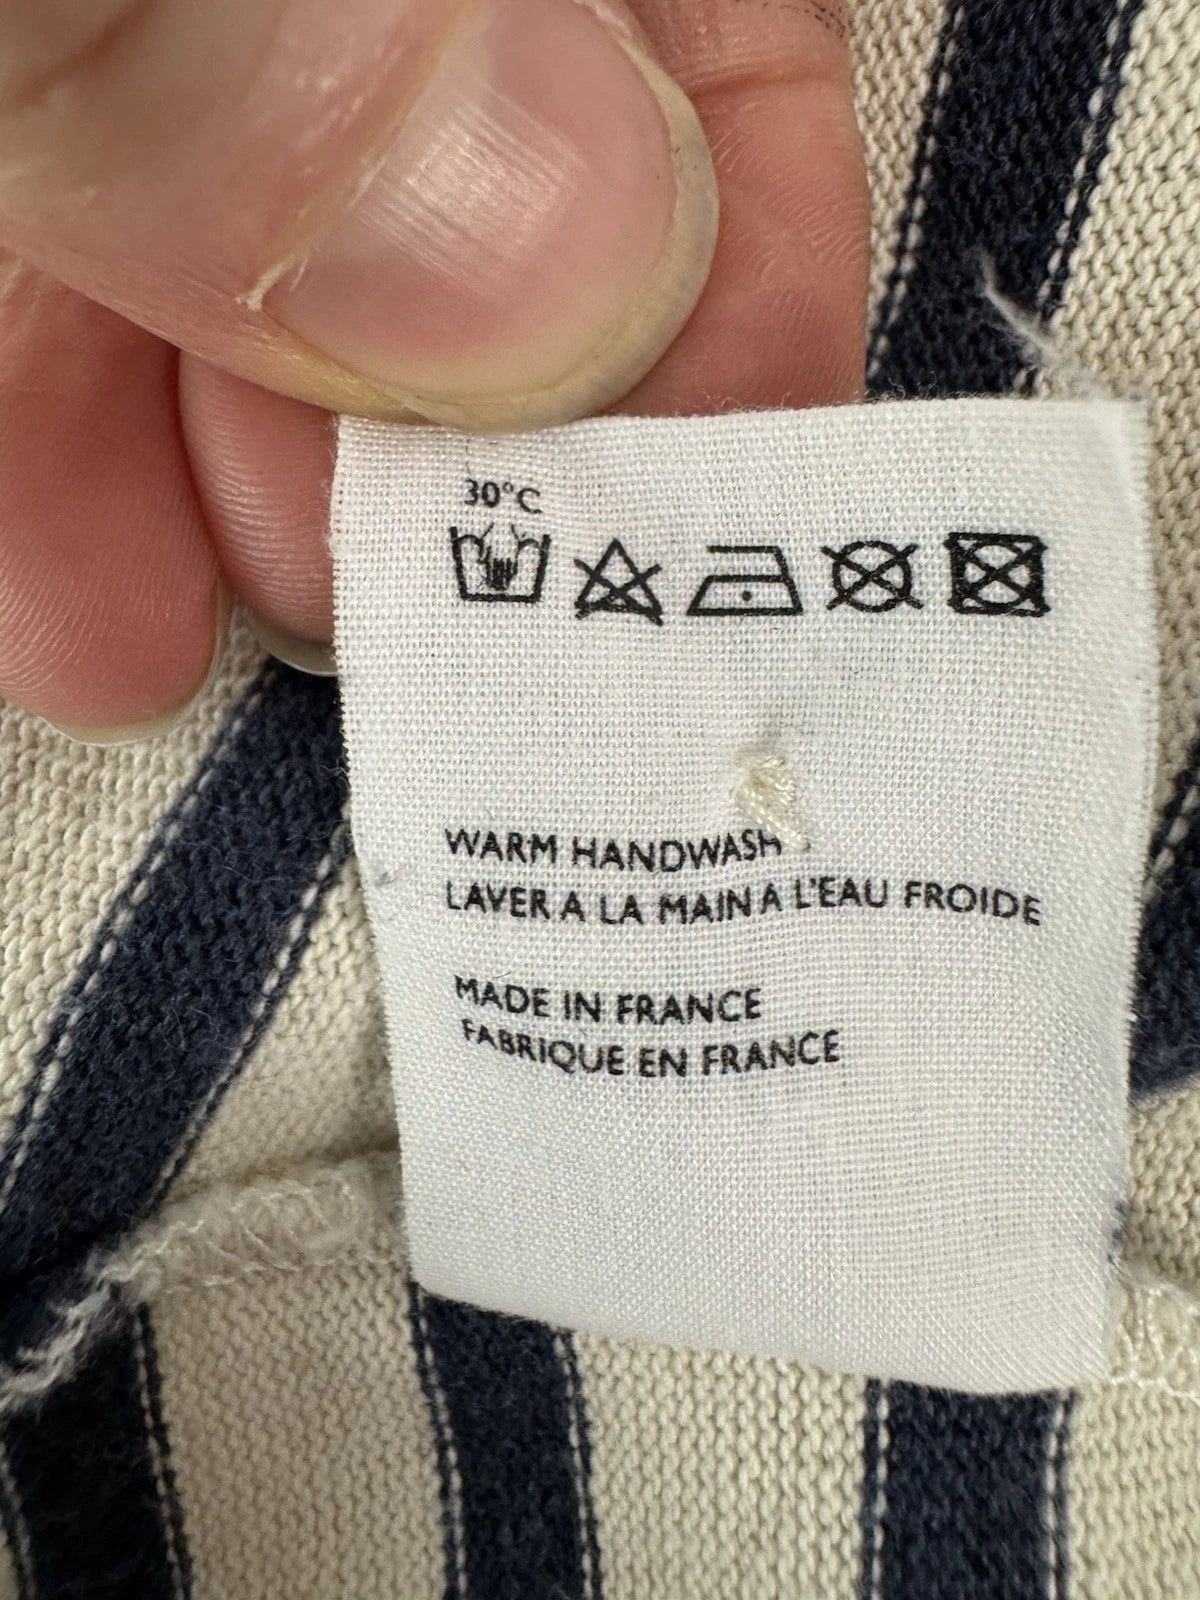 30°C
WARM HANDWASH
LAVER A LA MAIN A L'EAU FROIDE
MADE IN FRANCE
FABRIQUE EN FRANCE